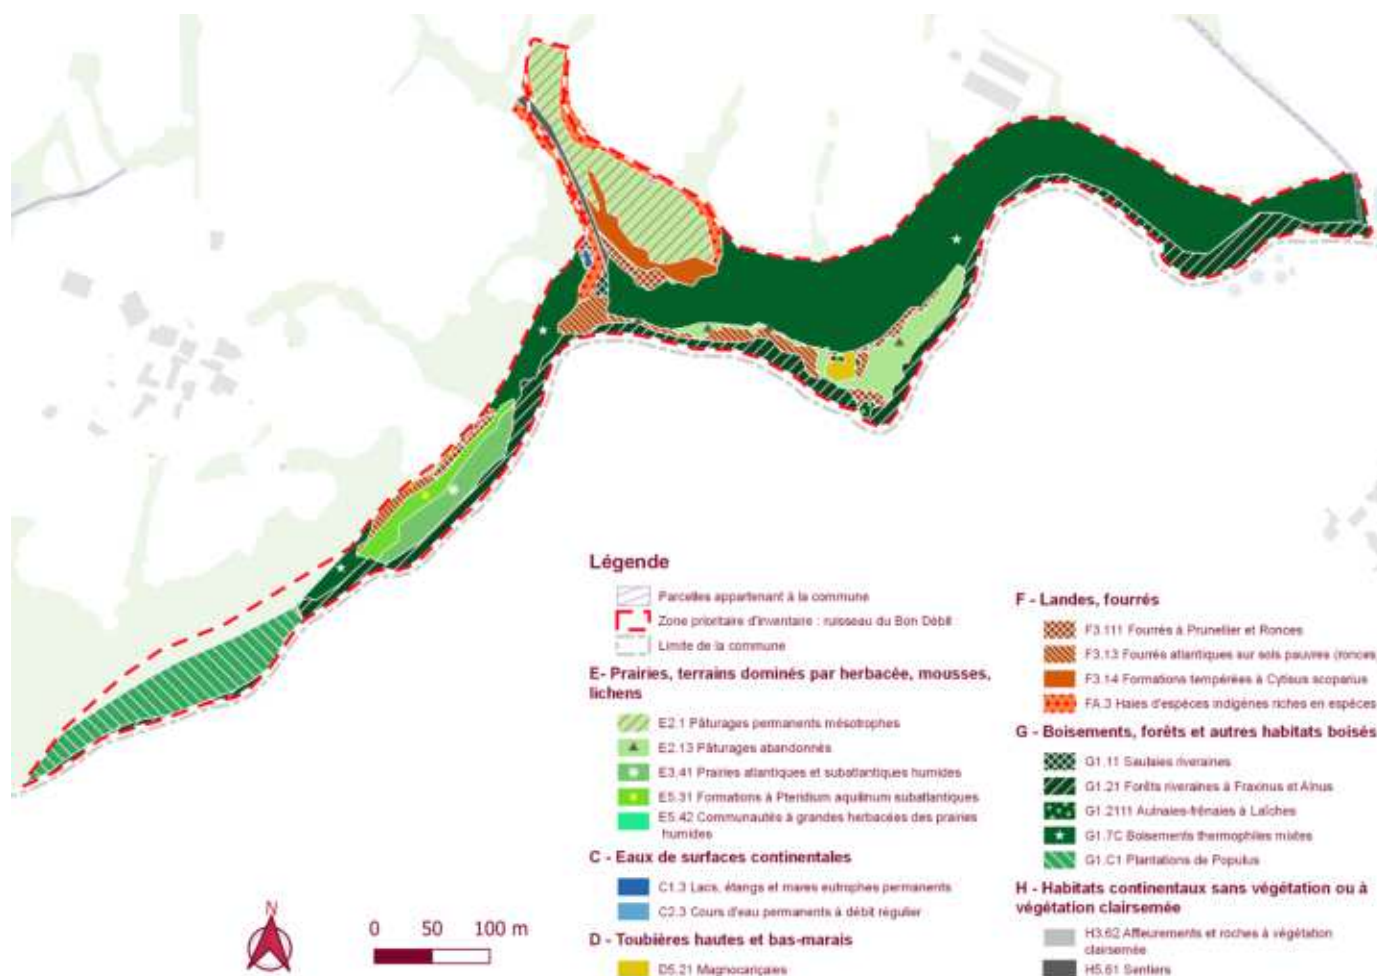 Légende
Parcelles appartenant à la commune
Zone prioritaire d'inventaire : ruisseau du Bon Débit
Limite de la commune
E- Prairies, terrains dominés par herbacée, mousses,
lichens
E2.1 Pâturages permanents mésotrophes
E2.13 Pâturages abandonnés
E3.41 Prairies atlantiques et subatlantiques humides
E5.31 Formations à Pteridium aquilinum subatlantiques
E5.42 Communautés à grandes herbacées des prairies
humides
C - Eaux de surfaces continentales
C1.3 Lacs, étangs et mares eutrophes permanents
C2.3 Cours d'eau permanents à débit régulier
D - Toubières hautes et bas-marais
D5.21 Magnocariçaies
F - Landes, fourrés
F3.111 Fourrés à Prunellier et Ronces
F3.13 Fourrés atlantiques sur sols pauvres (ronces
F3.14 Formations tempérées à Cytisus scoparius
FA.3 Haies d'espèces indigènes riches en espèces
G - Boisements, forêts et autres habitats boisés
G1.11 Saulaies riveraines
G1.21 Forêts riveraines à Fraxinus et Alnus
G1.2111 Aulnaies-frênaies à Laîches
G1.7C Boisements thermophiles mixtes
G1.C1 Plantations de Populus
H - Habitats continentaux sans végétation ou à
végétation clairsemée
H3.62 Affleurements et roches à végétation
clairsemée
H5.61 Sentiers
N
0 50 100 m